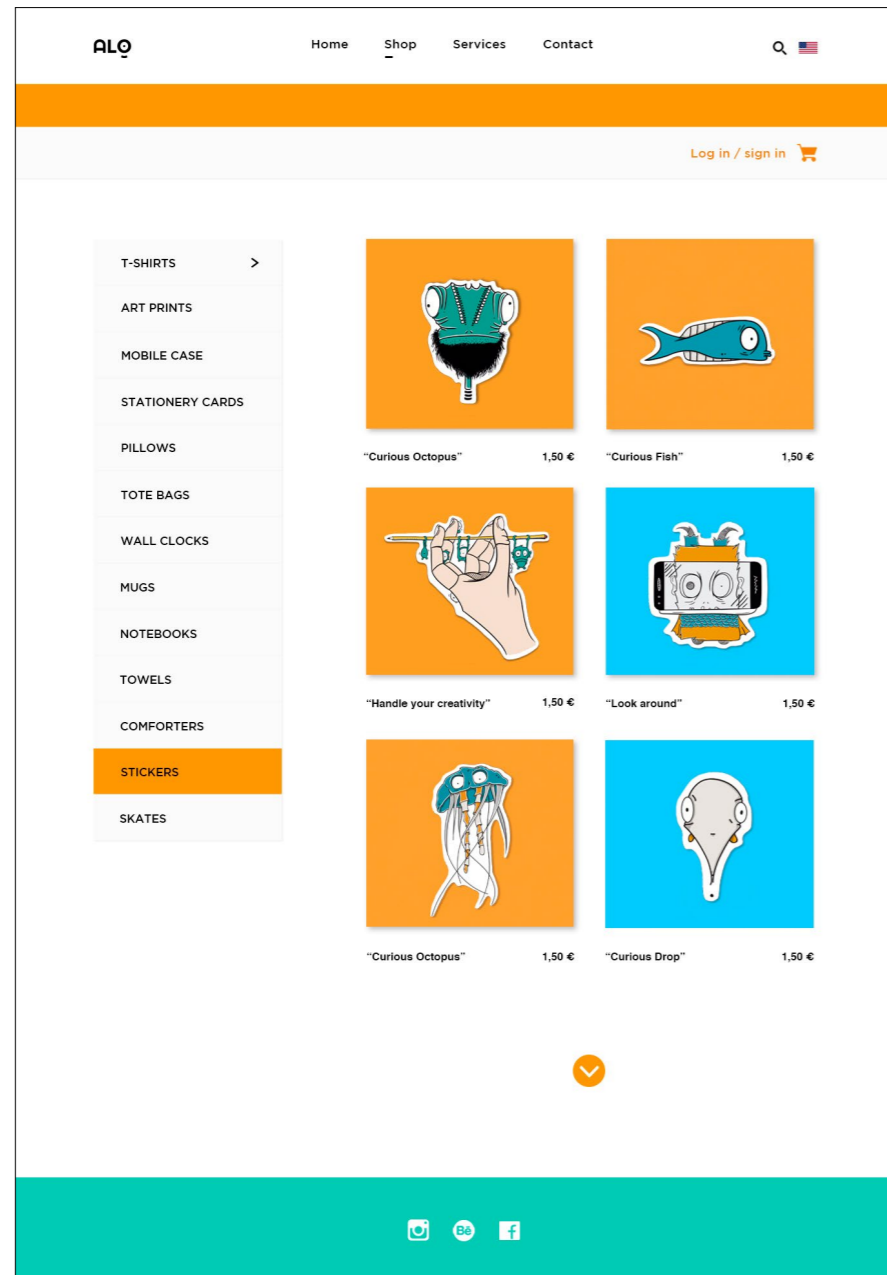 ALO
Home Shop Services Contact
Log in / sign in
T-SHIRTS >
ART PRINTS
MOBILE CASE
STATIONERY CARDS
PILLOWS
TOTE BAGS
WALL CLOCKS
MUGS
NOTEBOOKS
TOWELS
COMFORTERS
STICKERS
SKATES
“Curious Octopus” 1,50 €
“Curious Fish” 1,50 €
“Handle your creativity” 1,50 €
“Look around” 1,50 €
“Curious Octopus” 1,50 €
“Curious Drop” 1,50 €
Bē
f